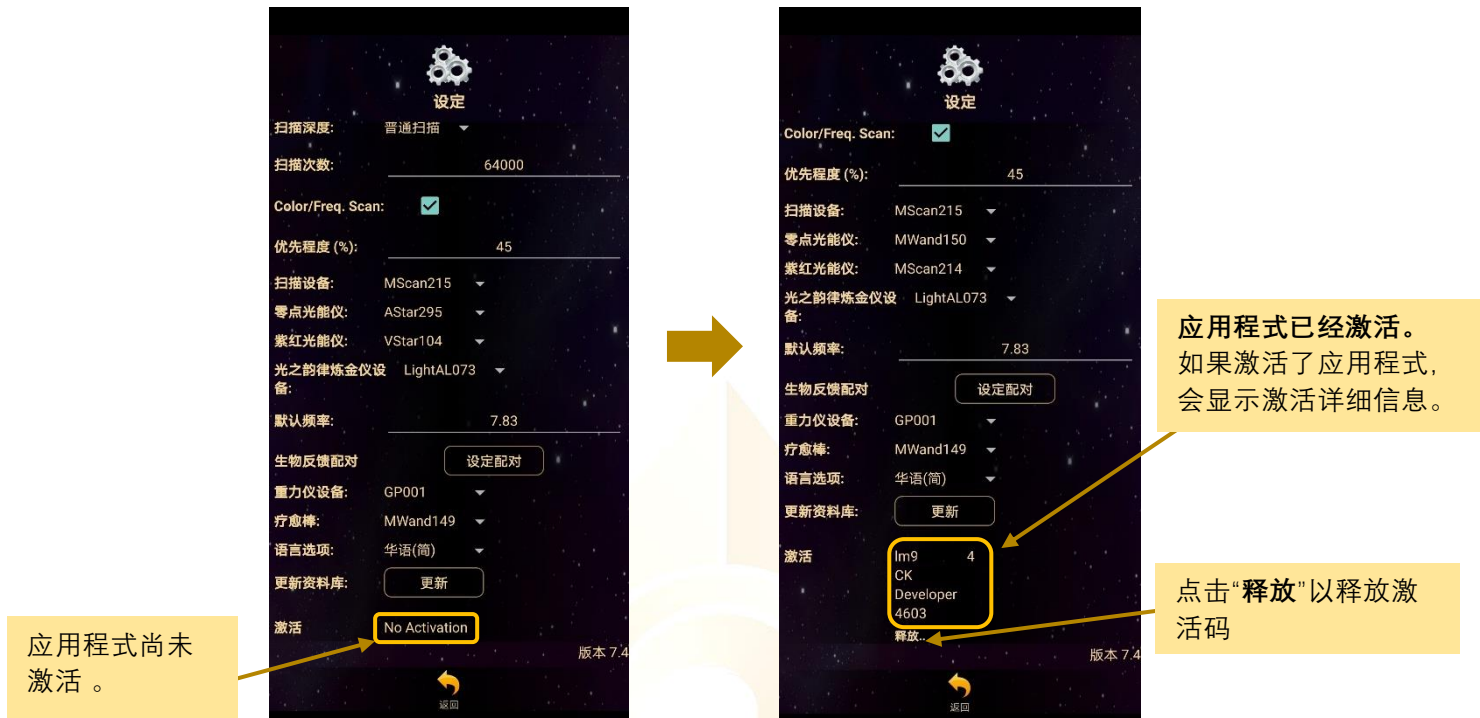 设定
扫描深度: 普通扫描
扫描次数: 64000
Color/Freq. Scan:
优先程度 (%): 45
扫描设备: MScan215
零点光能仪: AStar295
紫红光能仪: VStar104
光之韵律炼金仪设 LightAL073
备:
默认频率: 7.83
生物反馈配对 设定配对
重力仪设备: GP001
疗愈棒: MWand149
语言选项: 华语(简)
更新资料库: 更新
激活 No Activation
版本 7.4
返回
应用程式尚未
激活 。
设定
Color/Freq. Scan:
优先程度 (%): 45
扫描设备: MScan215
零点光能仪: MWand150
紫红光能仪: MScan214
光之韵律炼金仪设 LightAL073
备:
默认频率: 7.83
生物反馈配对 设定配对
重力仪设备: GP001
疗愈棒: MWand149
语言选项: 华语(简)
更新资料库: 更新
激活 Im9 4
CK
Developer
4603
释放..
版本 7.4
返回
应用程式已经激活。
如果激活了应用程式,
会显示激活详细信息。
点击“释放”以释放激
活码